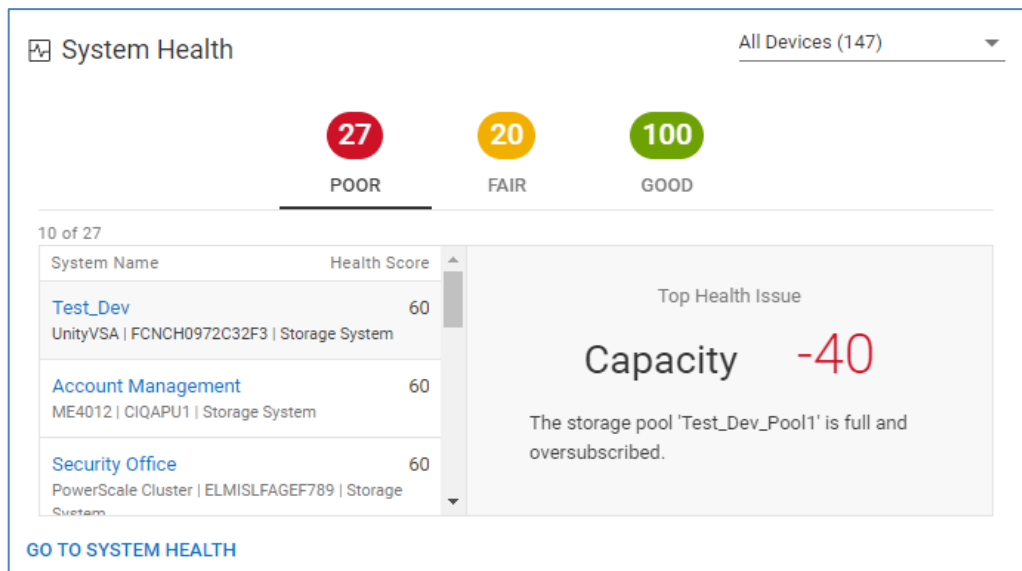 System Health
All Devices (147)
27
20
100
POOR
FAIR
GOOD
10 of 27
System Name
Health Score
Test_Dev
60
UnityVSA | FCNCH0972C32F3 | Storage System
Account Management
60
ME4012 | CIQAPU1 | Storage System
Security Office
60
PowerScale Cluster | ELMISLFAGEF789 | Storage
System
Top Health Issue
Capacity
-40
The storage pool 'Test_Dev_Pool1' is full and
oversubscribed.
GO TO SYSTEM HEALTH